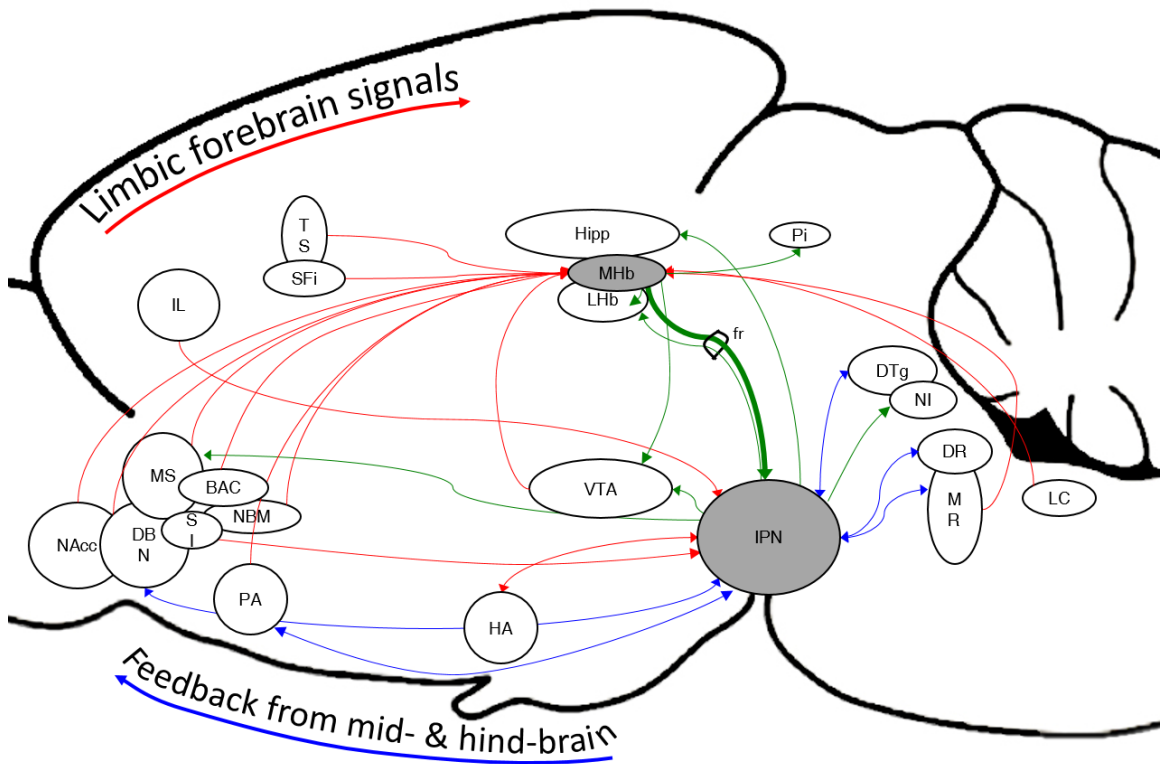 Limbic forebrain signals
T
S
SFi
Hipp
Pi
MHb
LHb
IL
fr
DTg
NI
MS
BAC
VTA
DR
M
R
LC
NAcc
DB
N
S
I
NBM
IPN
PA
HA
Feedback from mid- & hind-brain